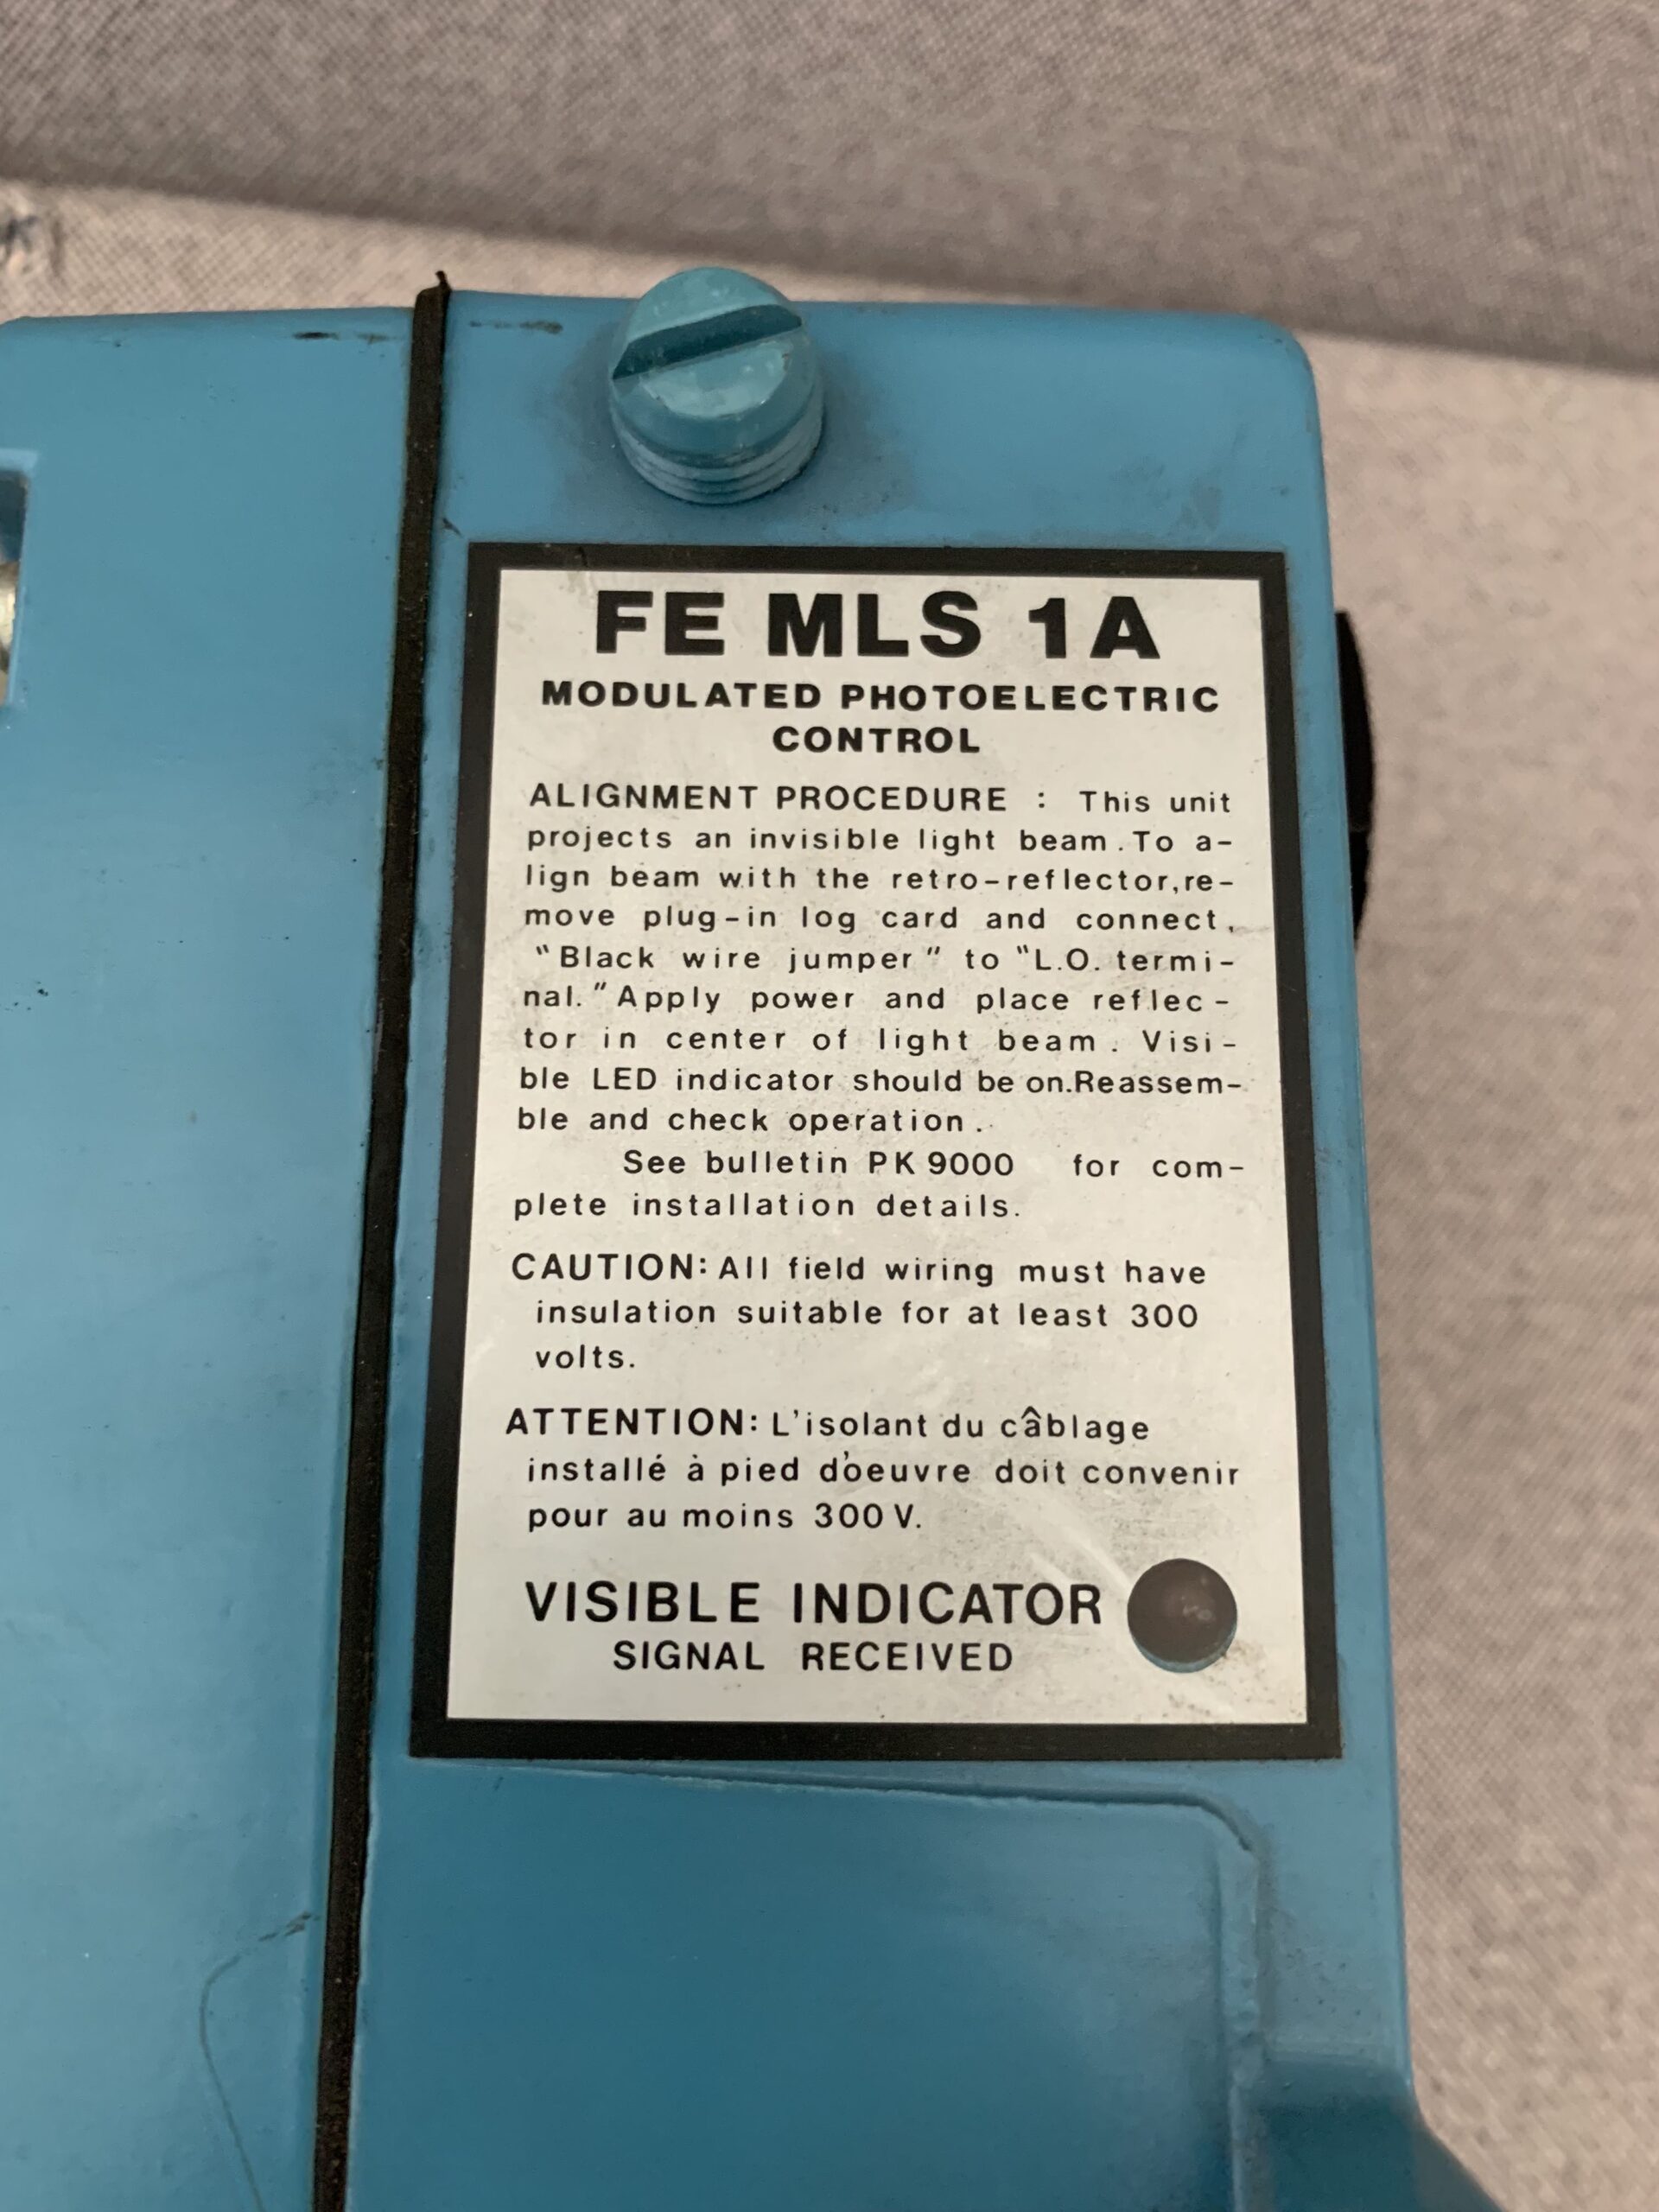 FE MLS 1A
MODULATED PHOTOELECTRIC
CONTROL
ALIGNMENT PROCEDURE : This unit
projects an invisible light beam. To a-
lign beam with the retro-reflector, re-
move plug-in log card and connect,
"Black wire jumper" to "L.O. termi-
nal." Apply power and place reflec-
tor in center of light beam. Visi-
ble LED indicator should be on. Reassem-
ble and check operation.
See bulletin PK 9000 for com-
plete installation details.
CAUTION: All field wiring must have
insulation suitable for at least 300
volts.
ATTENTION: L'isolant du câblage
installé à pied d'oeuvre doit convenir
pour au moins 300 V.
VISIBLE INDICATOR
SIGNAL RECEIVED